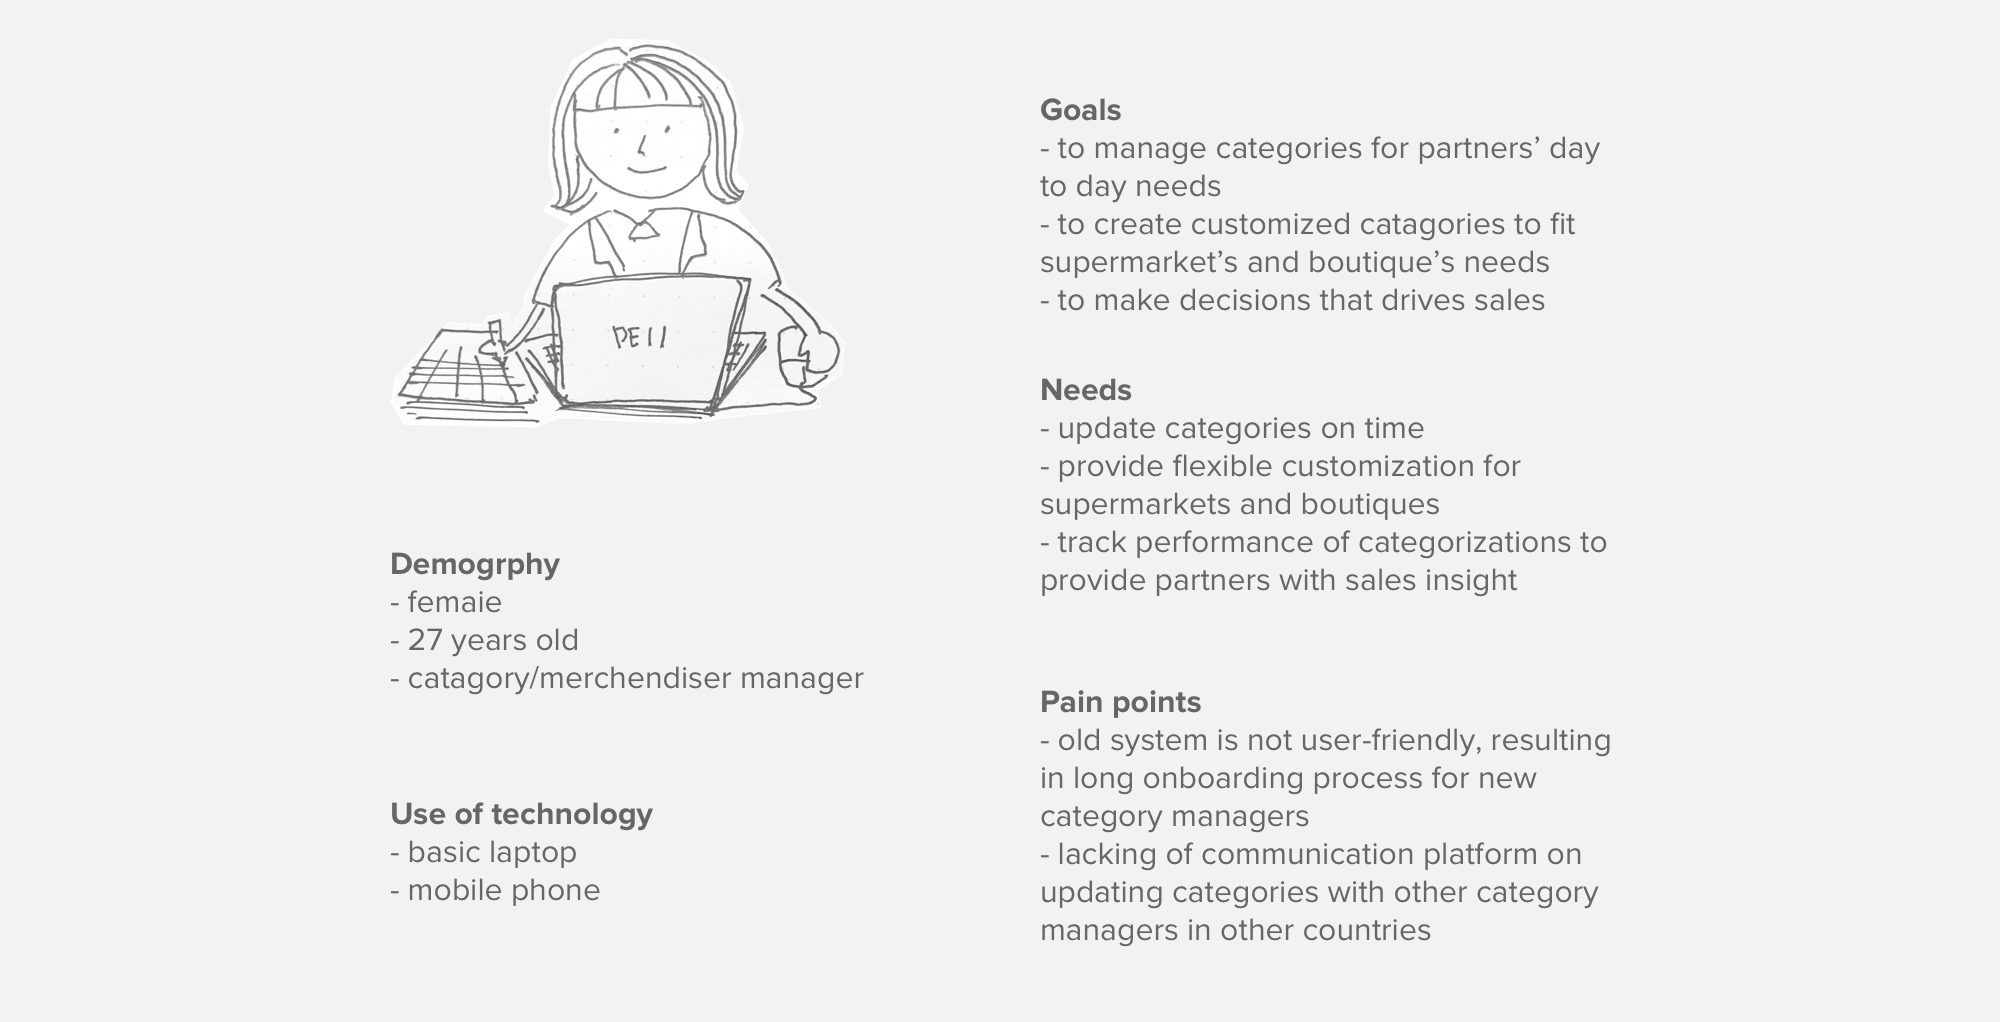 DELL
Demogrphy
- femaie
- 27 years old
- catagory/merchendiser manager
Use of technology
- basic laptop
- mobile phone
Goals
- to manage categories for partners’ day
to day needs
- to create customized catagories to fit
supermarket’s and boutique’s needs
- to make decisions that drives sales
Needs
- update categories on time
- provide flexible customization for
supermarkets and boutiques
- track performance of categorizations to
provide partners with sales insight
Pain points
- old system is not user-friendly, resulting
in long onboarding process for new
category managers
- lacking of communication platform on
updating categories with other category
managers in other countries